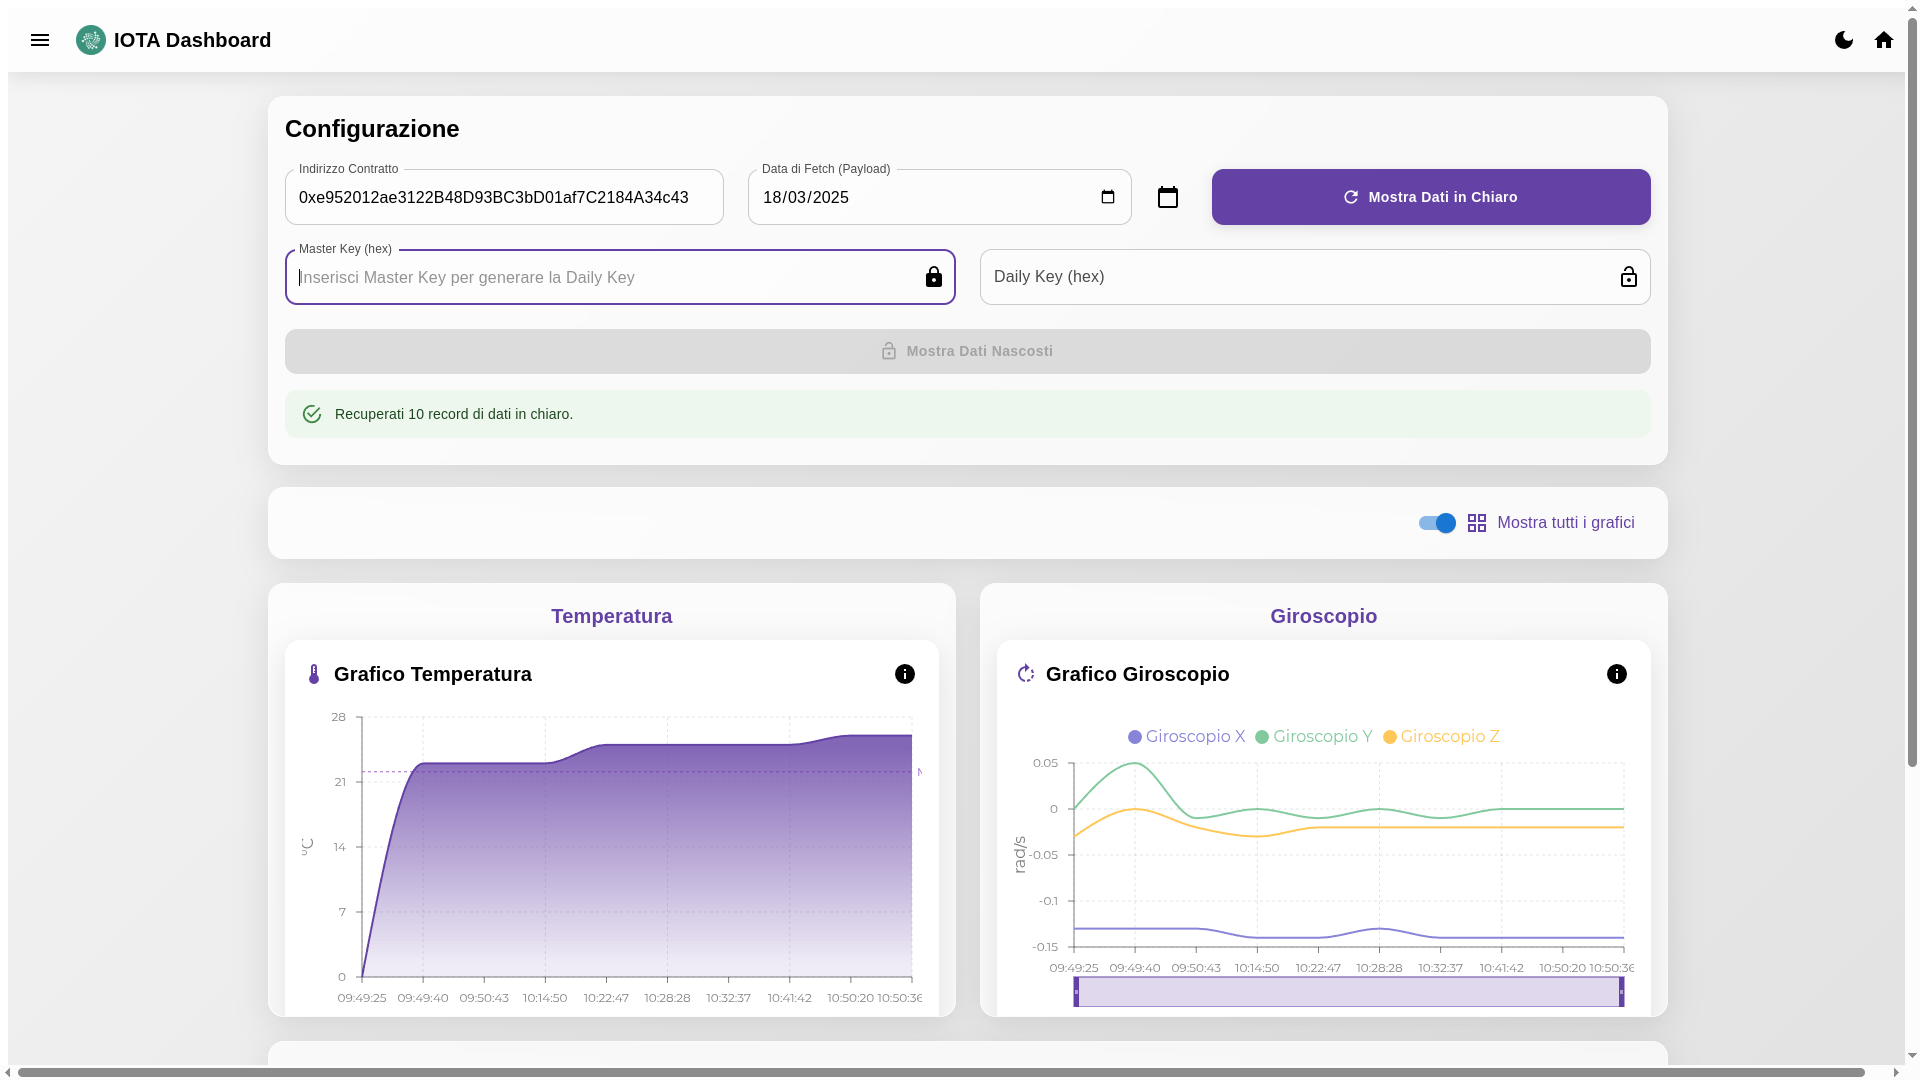 IOTA Dashboard
Configurazione
Indirizzo Contratto
0xe952012ae3122B48D93BC3bD01af7C2184A34c43
Data di Fetch (Payload)
18/03/2025
Mostra Dati in Chiaro
Master Key (hex)
Inserisci Master Key per generare la Daily Key
Daily Key (hex)
Mostra Dati Nascosti
Recuperati 10 record di dati in chiaro.
Mostra tutti i grafici
Temperatura
Grafico Temperatura
28
21
14
7
0
°C
09:49:25 09:49:40 09:50:43 10:14:50 10:22:47 10:28:28 10:32:37 10:41:42 10:50:20 10:50:36
Giroscopio
Grafico Giroscopio
Giroscopio X Giroscopio Y Giroscopio Z
0.05
0
-0.05
-0.1
-0.15
rad/s
09:49:25 09:49:40 09:50:43 10:14:50 10:22:47 10:28:28 10:32:37 10:41:42 10:50:20 10:50:36